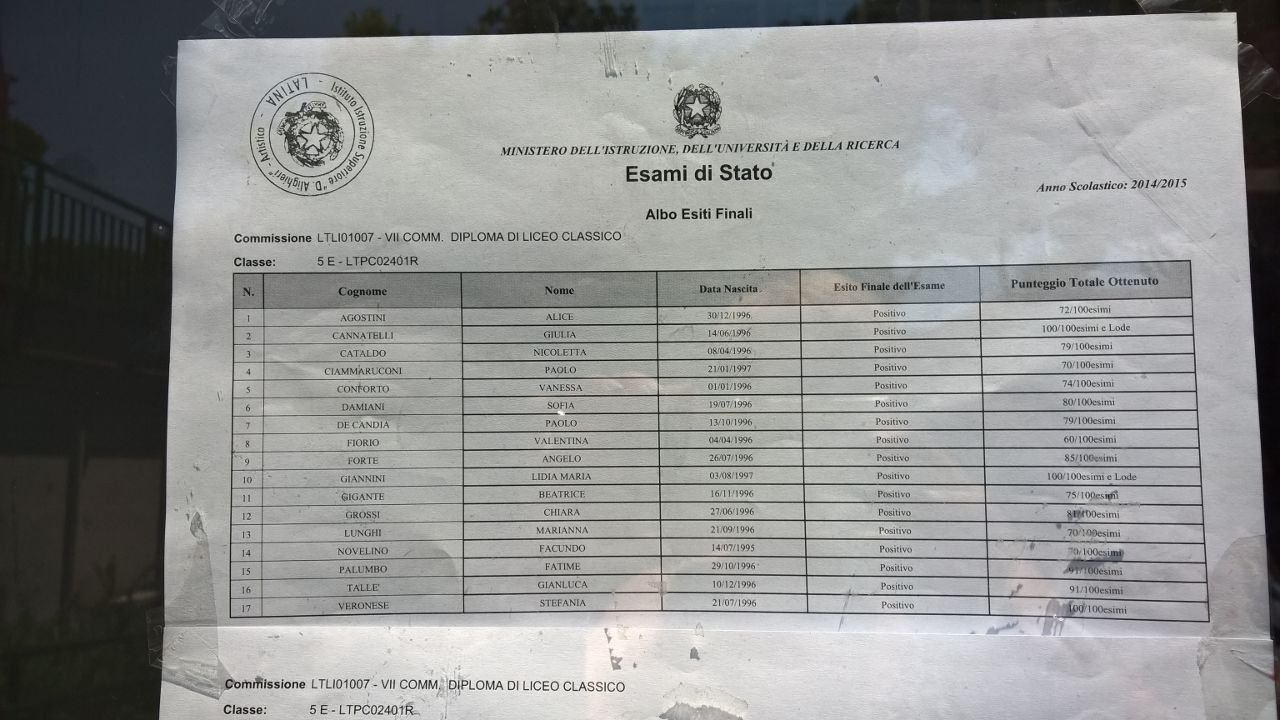 Istituto Istruzione Superiore "D. Alighieri" - Artistico - LATINA -
MINISTERO DELL'ISTRUZIONE, DELL'UNIVERSITÀ E DELLA RICERCA
Esami di Stato
Anno Scolastico: 2014/2015
Albo Esiti Finali
Commissione LTLI01007 - VII COMM. DIPLOMA DI LICEO CLASSICO
Classe: 5 E - LTPC02401R
N. Cognome Nome Data Nascita Esito Finale dell'Esame Punteggio Totale Ottenuto
1 AGOSTINI ALICE 30/12/1996 Positivo 72/100esimi
2 CANNATELLI GIULIA 14/06/1996 Positivo 100/100esimi e Lode
3 CATALDO NICOLETTA 08/04/1996 Positivo 79/100esimi
4 CIAMMARUCONI PAOLO 21/01/1997 Positivo 70/100esimi
5 CONFORTO VANESSA 01/01/1996 Positivo 74/100esimi
6 DAMIANI SOFIA 19/07/1996 Positivo 80/100esimi
7 DE CANDIA PAOLO 13/10/1996 Positivo 79/100esimi
8 FIORIO VALENTINA 04/04/1996 Positivo 60/100esimi
9 FORTE ANGELO 26/07/1996 Positivo 85/100esimi
10 GIANNINI LIDIA MARIA 03/08/1997 Positivo 100/100esimi e Lode
11 GIGANTE BEATRICE 16/11/1996 Positivo 75/100esimi
12 GROSSI CHIARA 27/06/1996 Positivo 81/100esimi
13 LUNGHI MARIANNA 21/09/1996 Positivo 70/100esimi
14 NOVELINO FACUNDO 14/07/1995 Positivo 70/100esimi
15 PALUMBO FATIME 29/10/1996 Positivo 91/100esimi
16 TALLE' GIANLUCA 10/12/1996 Positivo 91/100esimi
17 VERONESE STEFANIA 21/07/1996 Positivo 100/100esimi
Commissione LTLI01007 - VII COMM. DIPLOMA DI LICEO CLASSICO
Classe: 5 E - LTPC02401R